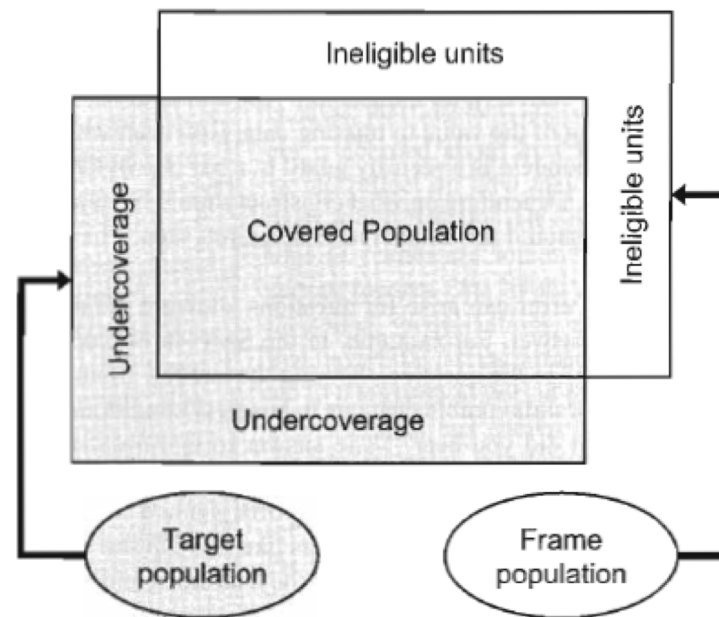 Ineligible units
Ineligible units
Covered Population
Undercoverage
Undercoverage
Target
population
Frame
population